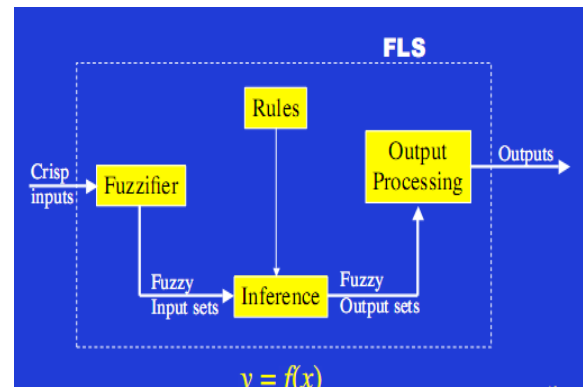 FLS
Rules
Crisp
inputs
Fuzzifier
Output
Processing
Outputs
Fuzzy
Input sets
Inference
Fuzzy
Output sets
y = f(x)